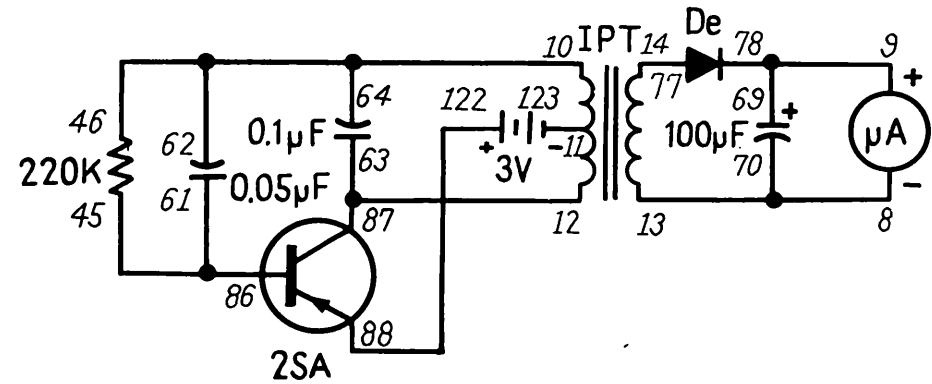 De
10 IPT 14 78 9
77
+
46 64 122 123 69 +
62 0.1µF 100µF µA
220K 63 + 3V - 11 70
45 61 0.05µF −
87 12 13 8
86
88
2SA